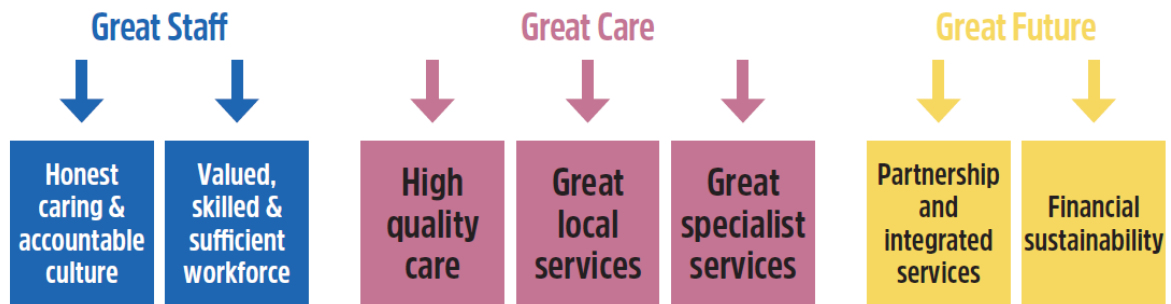 Great Staff
Great Care
Great Future
Honest
caring &
accountable
culture
Valued,
skilled &
sufficient
workforce
High
quality
care
Great
local
services
Great
specialist
services
Partnership
and
integrated
services
Financial
sustainability